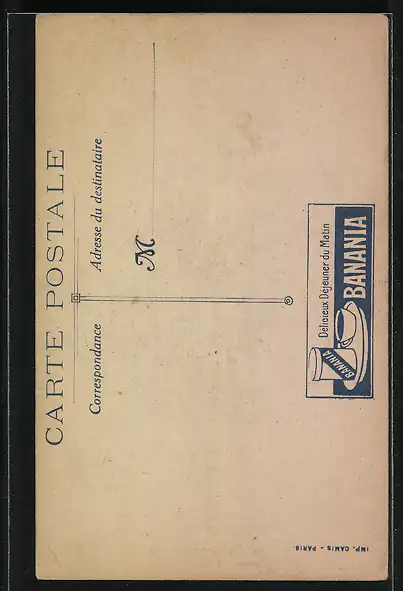 CARTE POSTALE
Correspondance
Adresse du destinataire
M
Délicieux Déjeuner du Matin
BANANIA
BANANIA
IMP. CAMIS - PARIS